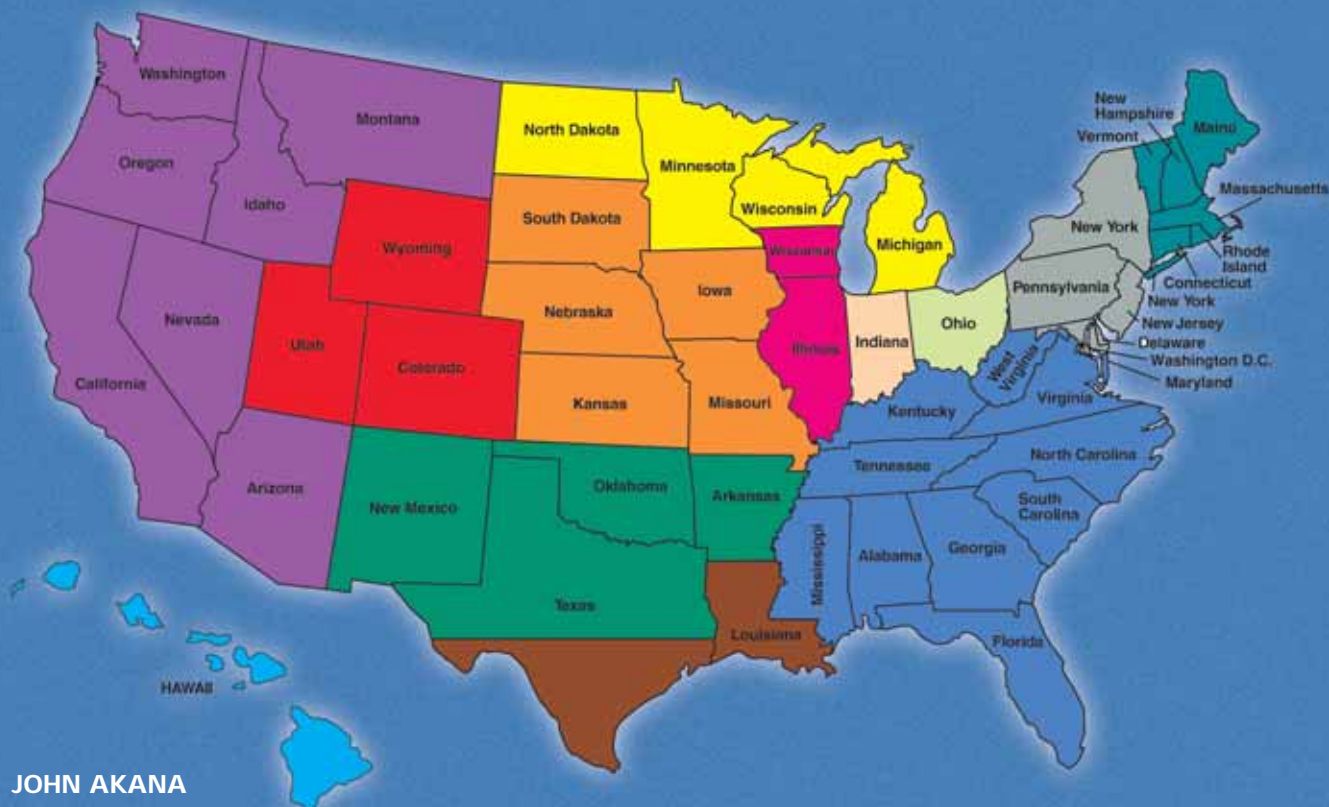 Washington
Montana
Oregon
Idaho
Wyoming
Nevada
Utah
Colorado
California
Arizona
New Mexico
North Dakota
South Dakota
Nebraska
Kansas
Oklahoma
Texas
Minnesota
Wisconsin
Michigan
Iowa
Wisconsin
Illinois
Missouri
Indiana
Ohio
Arkansas
Louisiana
Kentucky
West
Virginia
Virginia
Tennessee
North Carolina
South
Carolina
Mississippi
Alabama
Georgia
Florida
New
Hampshire
Vermont
Maine
Massachusetts
New York
Rhode
Island
Connecticut
Pennsylvania
New York
New Jersey
Delaware
Washington D.C.
Maryland
HAWAII
JOHN AKANA